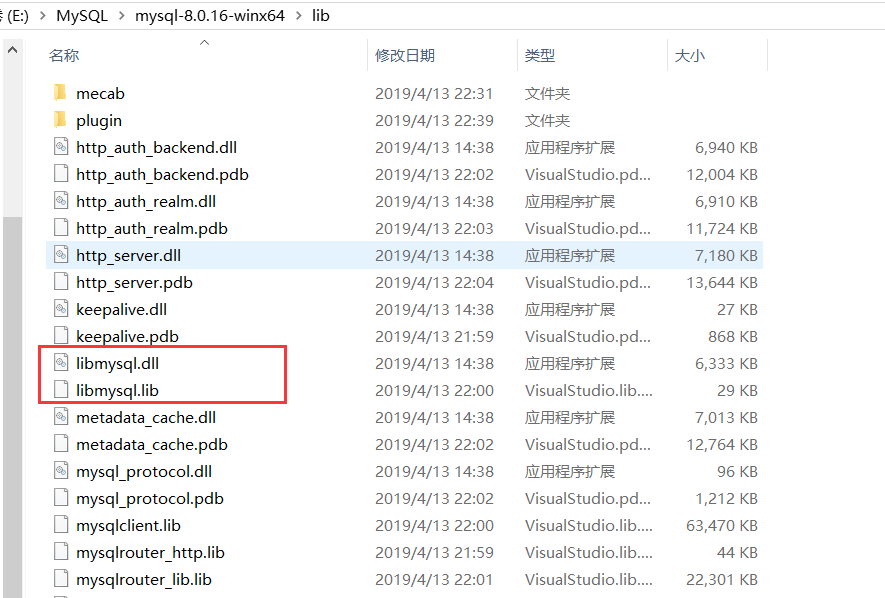 (E:) > MySQL > mysql-8.0.16-winx64 > lib
名称 修改日期 类型 大小
mecab 2019/4/13 22:31 文件夹
plugin 2019/4/13 22:39 文件夹
http_auth_backend.dll 2019/4/13 14:38 应用程序扩展 6,940 KB
http_auth_backend.pdb 2019/4/13 22:02 VisualStudio.pd... 12,004 KB
http_auth_realm.dll 2019/4/13 14:38 应用程序扩展 6,910 KB
http_auth_realm.pdb 2019/4/13 22:03 VisualStudio.pd... 11,724 KB
http_server.dll 2019/4/13 14:38 应用程序扩展 7,180 KB
http_server.pdb 2019/4/13 22:04 VisualStudio.pd... 13,644 KB
keepalive.dll 2019/4/13 14:38 应用程序扩展 27 KB
keepalive.pdb 2019/4/13 21:59 VisualStudio.pd... 868 KB
libmysql.dll 2019/4/13 14:38 应用程序扩展 6,333 KB
libmysql.lib 2019/4/13 22:00 VisualStudio.lib.... 29 KB
metadata_cache.dll 2019/4/13 14:38 应用程序扩展 7,013 KB
metadata_cache.pdb 2019/4/13 22:02 VisualStudio.pd... 12,764 KB
mysql_protocol.dll 2019/4/13 14:38 应用程序扩展 96 KB
mysql_protocol.pdb 2019/4/13 22:02 VisualStudio.pd... 1,212 KB
mysqlclient.lib 2019/4/13 22:00 VisualStudio.lib.... 63,470 KB
mysqlrouter_http.lib 2019/4/13 21:59 VisualStudio.lib.... 44 KB
mysqlrouter_lib.lib 2019/4/13 22:01 VisualStudio.lib.... 22,301 KB